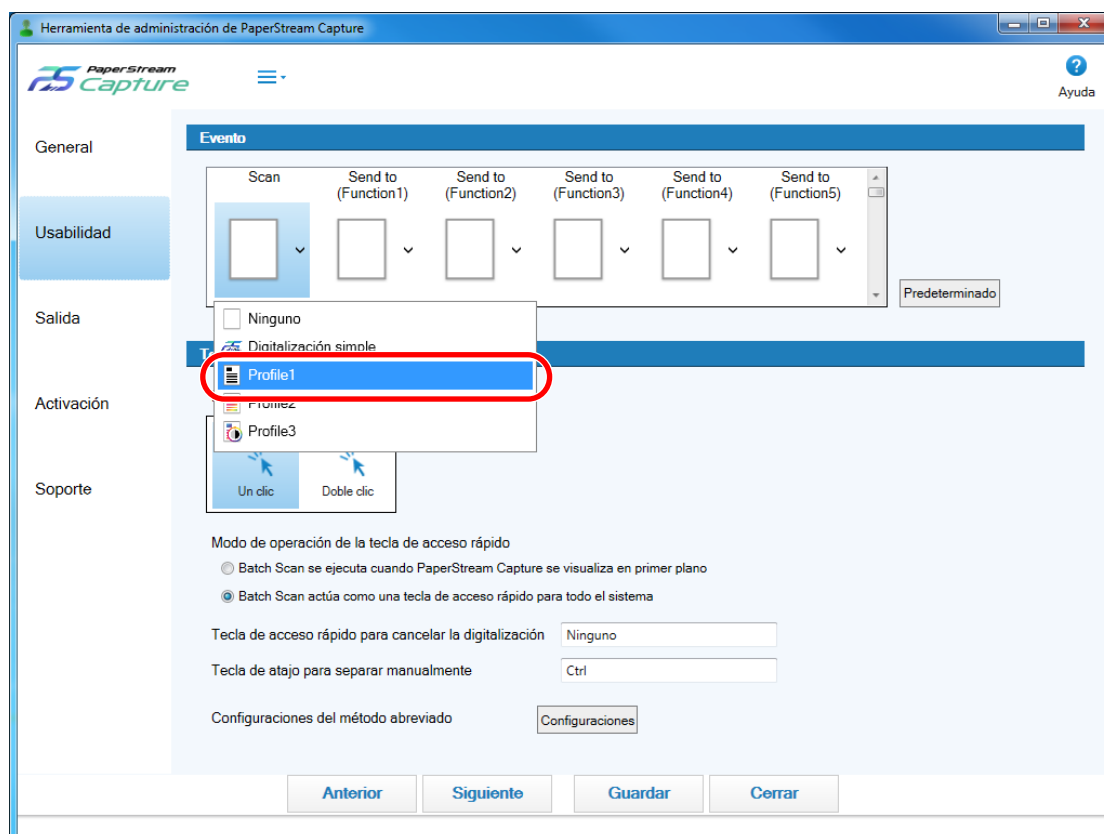 Herramienta de administración de PaperStream Capture
PaperStream
Capture
Ayuda
General
Usabilidad
Salida
Activación
Soporte
Evento
Scan
Send to
(Function1)
Send to
(Function2)
Send to
(Function3)
Send to
(Function4)
Send to
(Function5)
Predeterminado
Ninguno
Digitalización simple
Profile1
Profile2
Profile3
Un clic
Doble clic
Modo de operación de la tecla de acceso rápido
Batch Scan se ejecuta cuando PaperStream Capture se visualiza en primer plano
Batch Scan actúa como una tecla de acceso rápido para todo el sistema
Tecla de acceso rápido para cancelar la digitalización Ninguno
Tecla de atajo para separar manualmente Ctrl
Configuraciones del método abreviado Configuraciones
Anterior Siguiente Guardar Cerrar